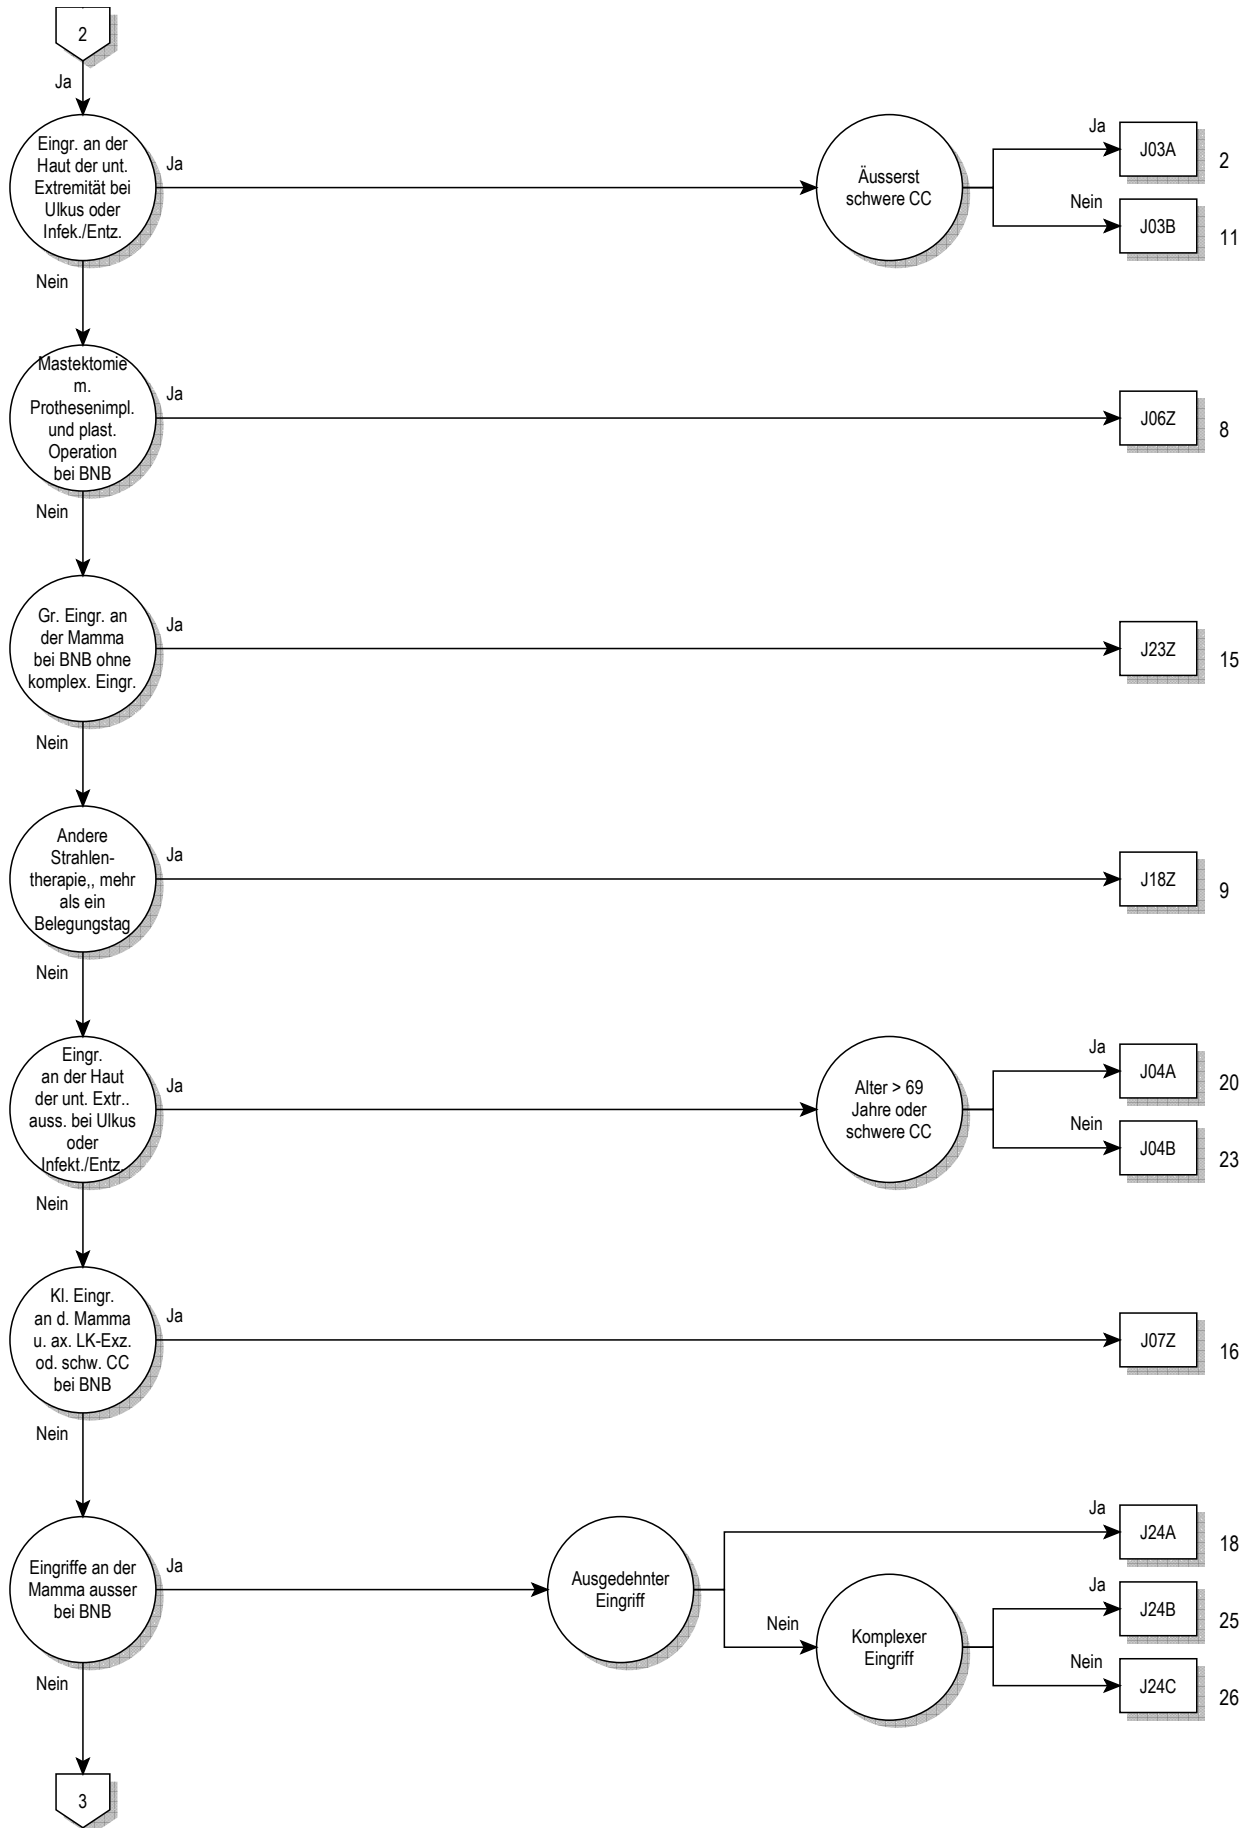 2
Ja
Eingr. an der
Haut der unt.
Extremität bei
Ulkus oder
Infek./Entz.
Ja
Äusserst
schwere CC
Ja
J03A
2
Nein
J03B
11
Nein
Mastektomie
m.
Prothesenimpl.
und plast.
Operation
bei BNB
Ja
J06Z
8
Nein
Gr. Eingr. an
der Mamma
bei BNB ohne
komplex. Eingr.
Ja
J23Z
15
Nein
Andere
Strahlen-
therapie,, mehr
als ein
Belegungstag
Ja
J18Z
9
Nein
Eingr.
an der Haut
der unt. Extr..
auss. bei Ulkus
oder
Infekt./Entz.
Ja
Alter > 69
Jahre oder
schwere CC
Ja
J04A
20
Nein
J04B
23
Nein
Kl. Eingr.
an d. Mamma
u. ax. LK-Exz.
od. schw. CC
bei BNB
Ja
J07Z
16
Nein
Eingriffe an der
Mamma ausser
bei BNB
Ja
Ausgedehnter
Eingriff
Ja
J24A
18
Nein
Komplexer
Eingriff
Ja
J24B
25
Nein
J24C
26
Nein
3